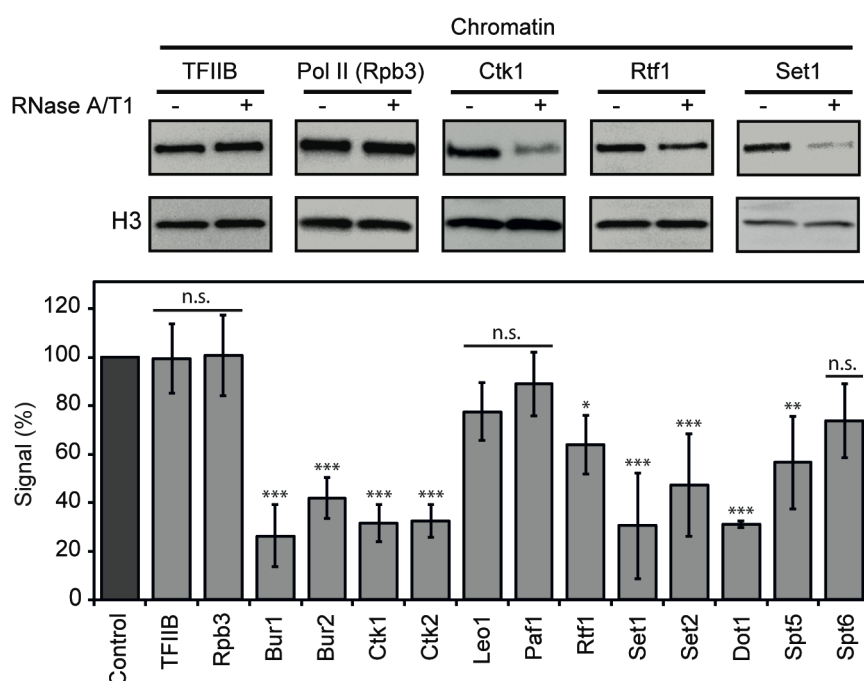 Chromatin
TFIIB Pol II (Rpb3) Ctk1 Rtf1 Set1
RNase A/T1 - + - + - + - + - +
H3
120
100
80
60
40
20
0
Signal (%)
n.s. n.s. n.s.
*** *** *** *** * *** *** *** **
Control TFIIB Rpb3 Bur1 Bur2 Ctk1 Ctk2 Leo1 Paf1 Rtf1 Set1 Set2 Dot1 Spt5 Spt6